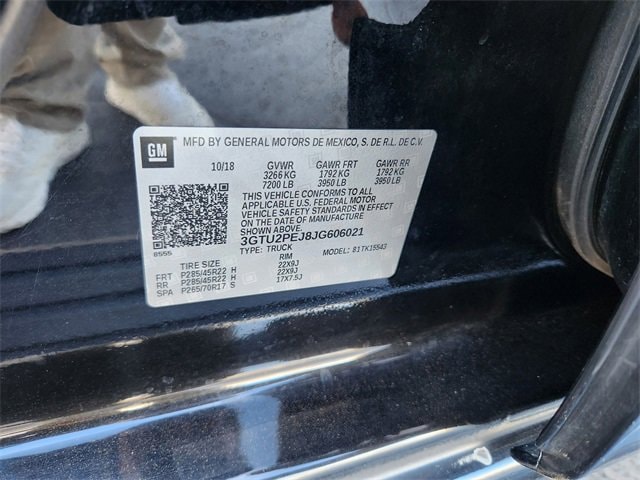 GM
MFD BY GENERAL MOTORS DE MEXICO, S. DE R.L. DE C.V.
10/18 GVWR GAWR FRT GAWR RR
3266 KG 1792 KG 1792 KG
7200 LB 3950 LB 3950 LB
THIS VEHICLE CONFORMS TO ALL
APPLICABLE U.S. FEDERAL MOTOR
VEHICLE SAFETY STANDARDS IN EFFECT
ON THE DATE OF MANUFACTURE
SHOWN ABOVE.
3GTU2PEJ8JG606021
8555 TYPE: TRUCK MODEL: 81TK15543
TIRE SIZE RIM
FRT P285/45R22 H 22X9J
RR P285/45R22 H 22X9J
SPA P265/70R17 S 17X7.5J